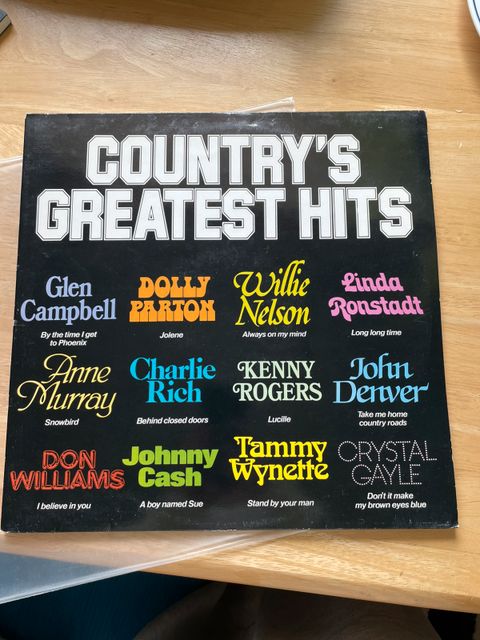 COUNTRY'S
GREATEST HITS
Glen
Campbell
By the time I get
to Phoenix
DOLLY
PARTON
Jolene
Willie
Nelson
Always on my mind
Linda
Ronstadt
Long long time
Anne
Murray
Snowbird
Charlie
Rich
Behind closed doors
KENNY
ROGERS
Lucille
John
Denver
Take me home
country roads
DON
WILLIAMS
I believe in you
Johnny
Cash
A boy named Sue
Tammy
Wynette
Stand by your man
CRYSTAL
GAYLE
Don't it make
my brown eyes blue